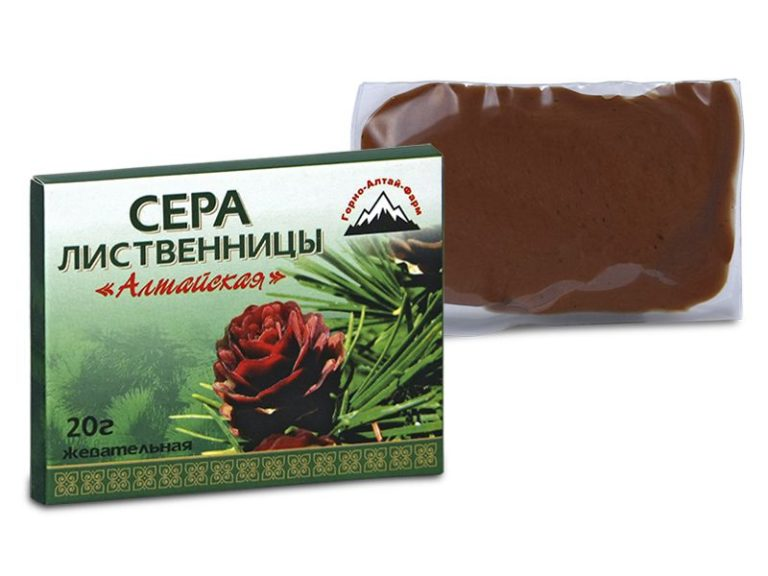 СЕРА
ЛИСТВЕННИЦЫ
«Алтайская»
Горно-Алтай-Фарм
20г
жевательная